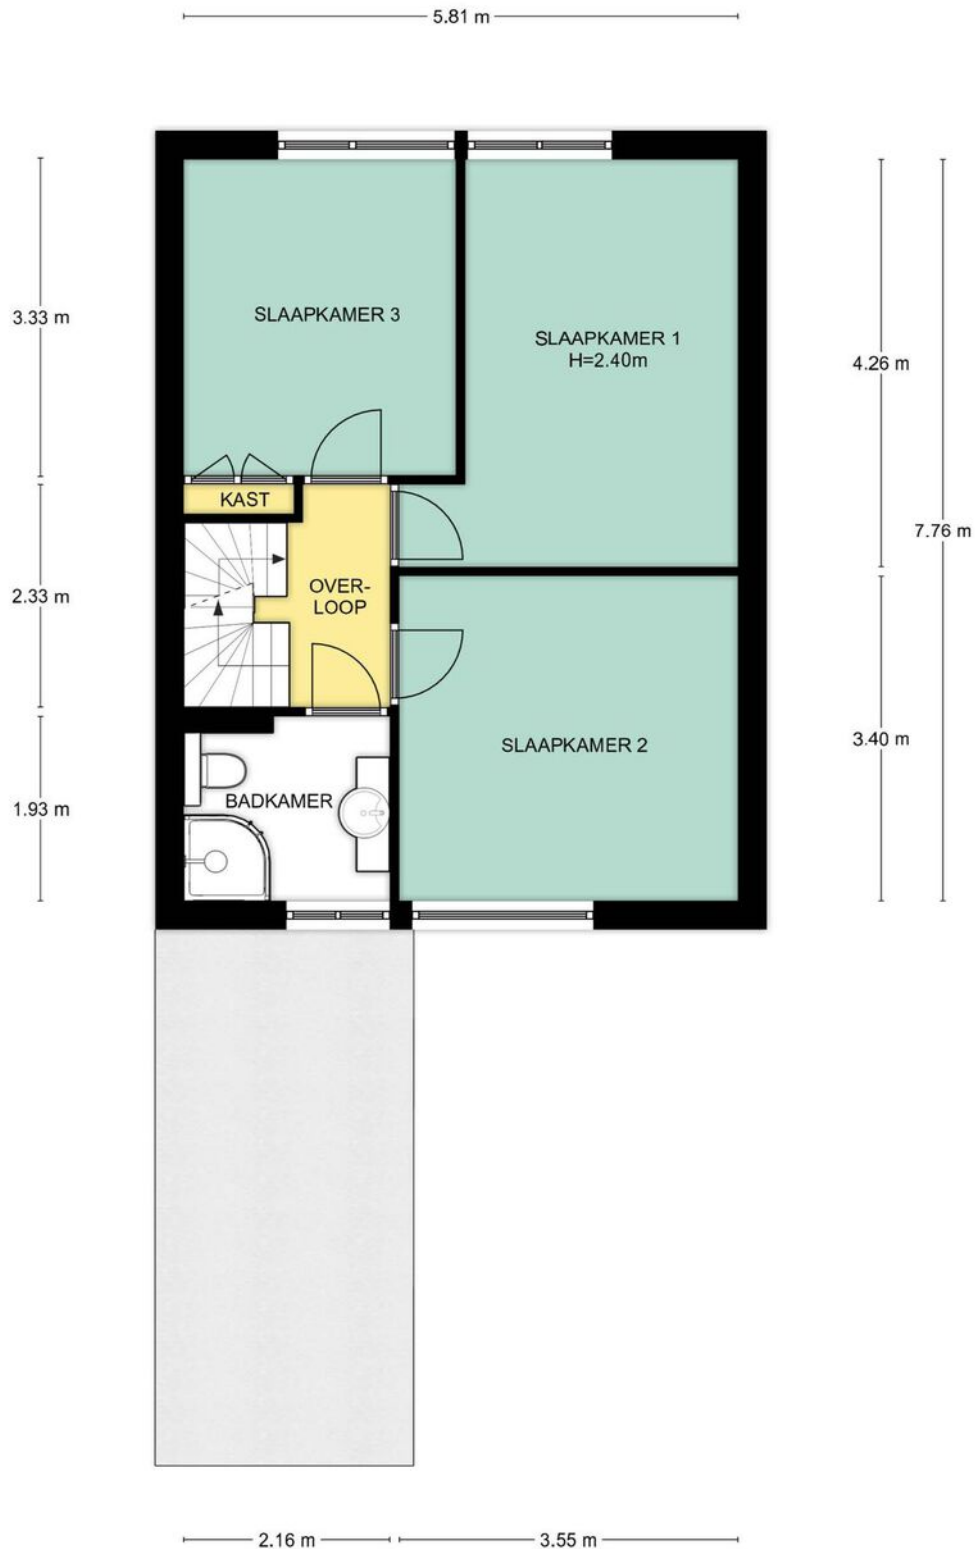 5.81 m
3.33 m
SLAAPKAMER 3
SLAAPKAMER 1
H=2.40m
4.26 m
KAST
7.76 m
2.33 m
OVER-
LOOP
SLAAPKAMER 2
3.40 m
1.93 m
BADKAMER
2.16 m
3.55 m